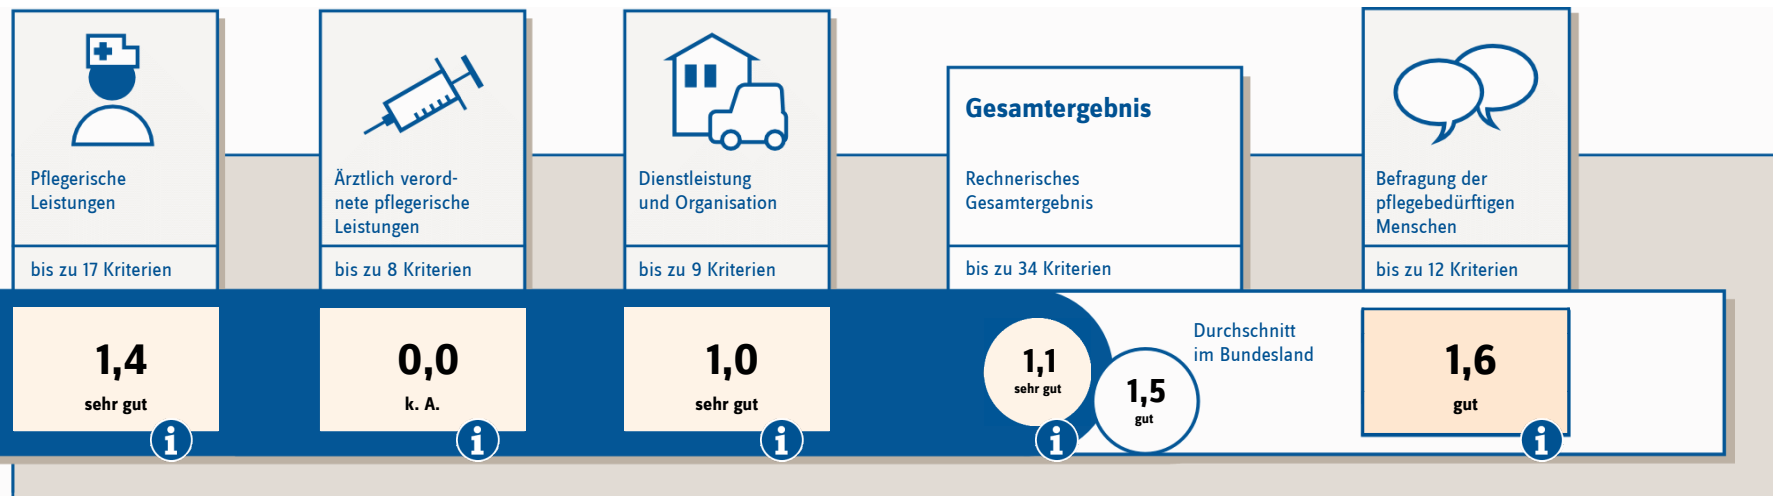 Pflegerische
Leistungen
bis zu 17 Kriterien
1,4
sehr gut
i
Ärztlich verord-
nete pflegerische
Leistungen
bis zu 8 Kriterien
0,0
k. A.
i
Dienstleistung
und Organisation
bis zu 9 Kriterien
1,0
sehr gut
i
Gesamtergebnis
Rechnerisches
Gesamtergebnis
bis zu 34 Kriterien
1,1
sehr gut
i
1,5
gut
Durchschnitt
im Bundesland
Befragung der
pflegebedürftigen
Menschen
bis zu 12 Kriterien
1,6
gut
i